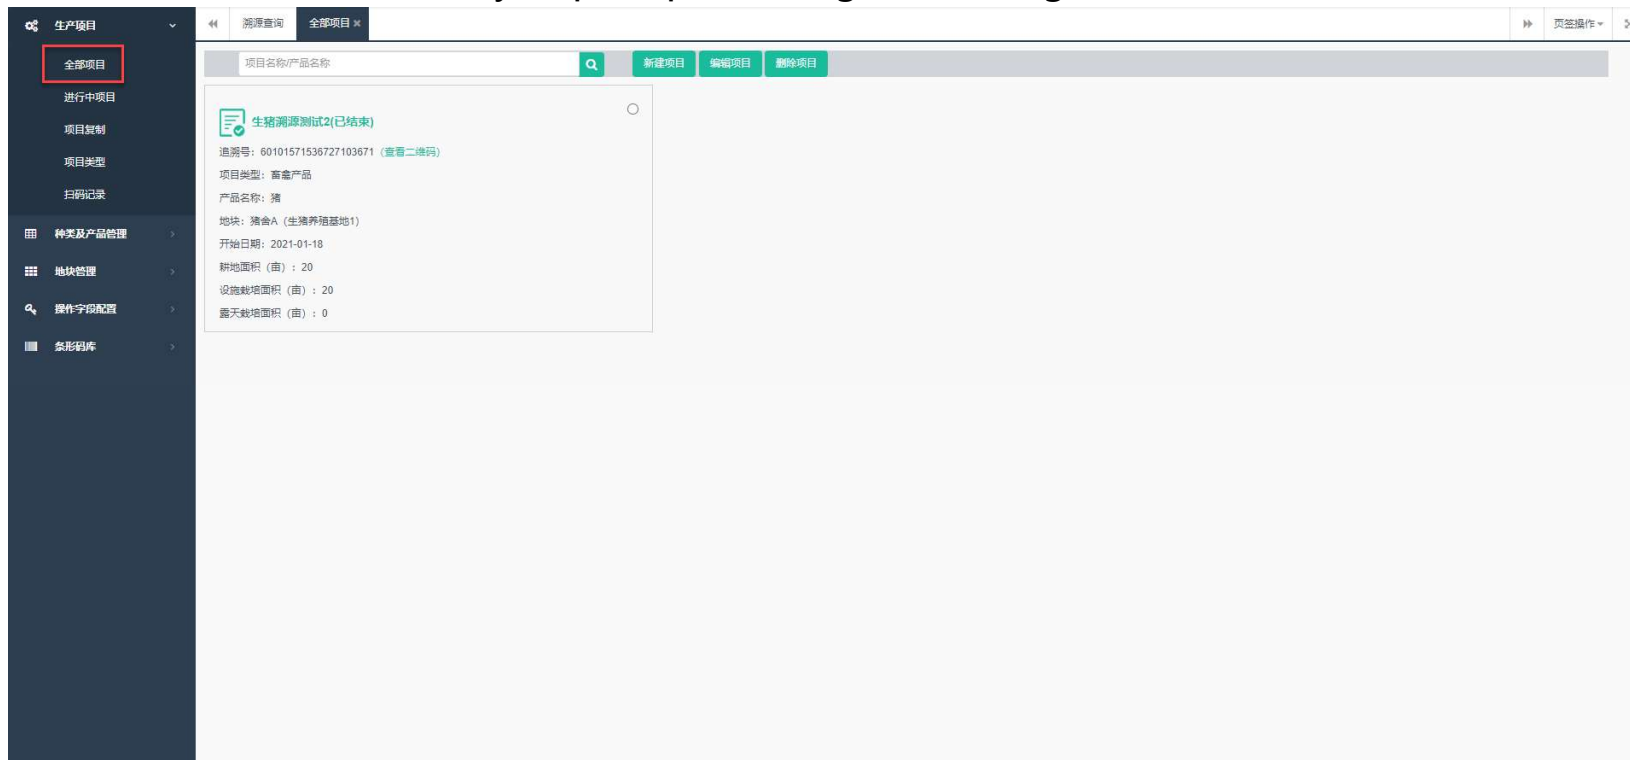 生产项目
全部项目
进行中项目
项目复制
项目类型
扫码记录
种类及产品管理
地块管理
操作字段配置
条形码库
溯源查询 全部项目 页签操作
项目名称/产品名称 新建项目 编辑项目 删除项目
生猪溯源测试2(已结束)
追溯号：60101571536727103671（查看二维码）
项目类型：畜禽产品
产品名称：猪
地块：猪舍A（生猪养殖基地1）
开始日期：2021-01-18
耕地面积（亩）：20
设施栽培面积（亩）：20
露天栽培面积（亩）：0